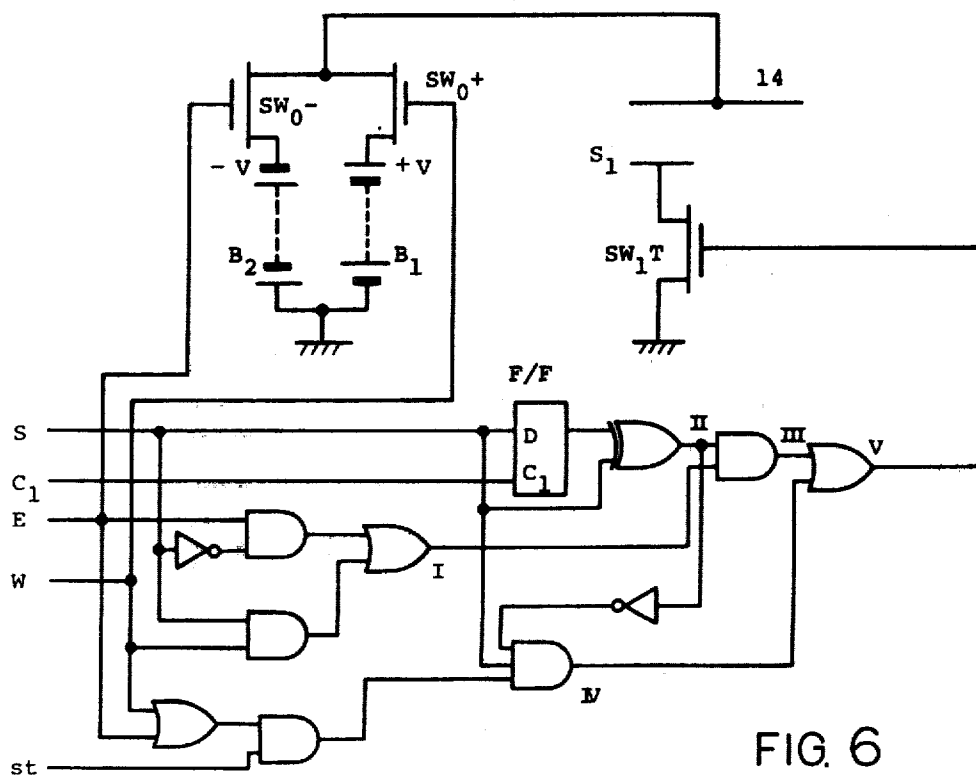 14
SW0+
SW0-
- V
+ V
S1
B2
B1
SW1T
F/F
S
D
II
III
V
C1
C1
E
I
W
IV
st
FIG. 6